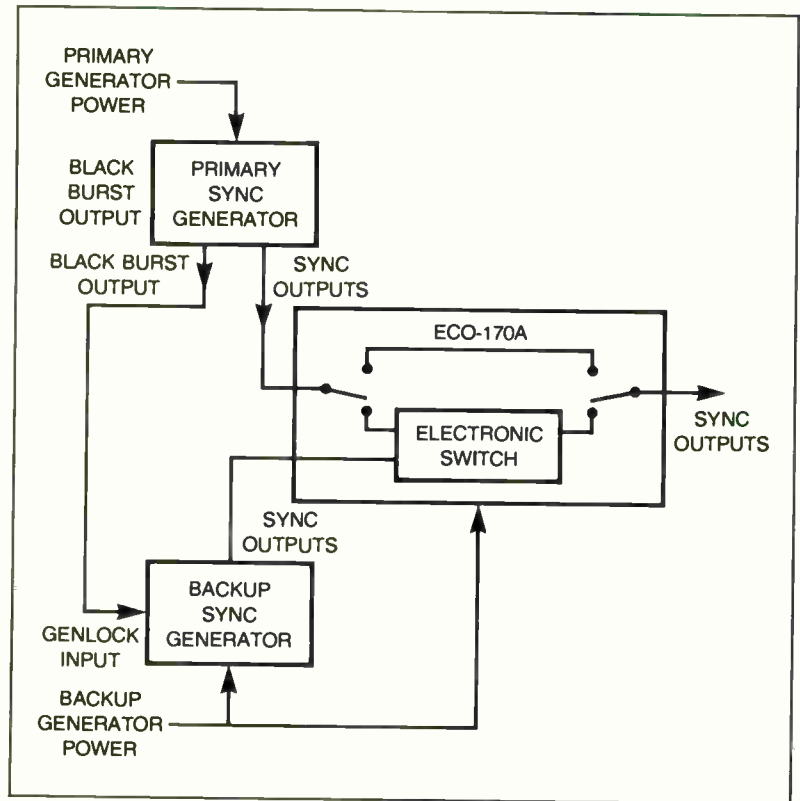 PRIMARY
GENERATOR
POWER
BLACK
BURST
OUTPUT
PRIMARY
SYNC
GENERATOR
BLACK BURST
OUTPUT
SYNC
OUTPUTS
ECO-170A
ELECTRONIC
SWITCH
SYNC
OUTPUTS
SYNC
OUTPUTS
BACKUP
SYNC
GENERATOR
GENLOCK
INPUT
BACKUP
GENERATOR
POWER